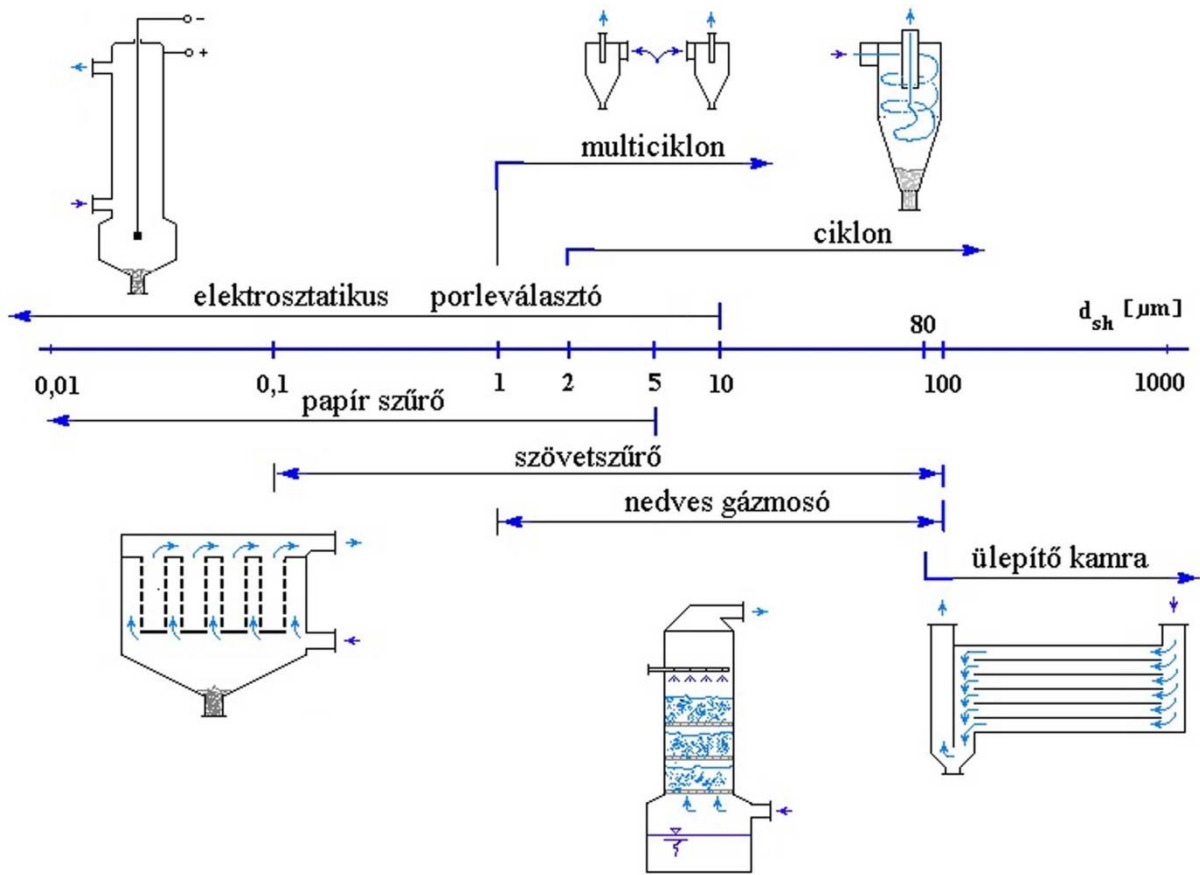 −
+
multiciklon
ciklon
elektrosztatikus porleválasztó
80 d_sh [μm]
0,01 0,1 1 2 5 10 100 1000
papír szűrő
szövetszűrő
nedves gázmosó
ülepítő kamra